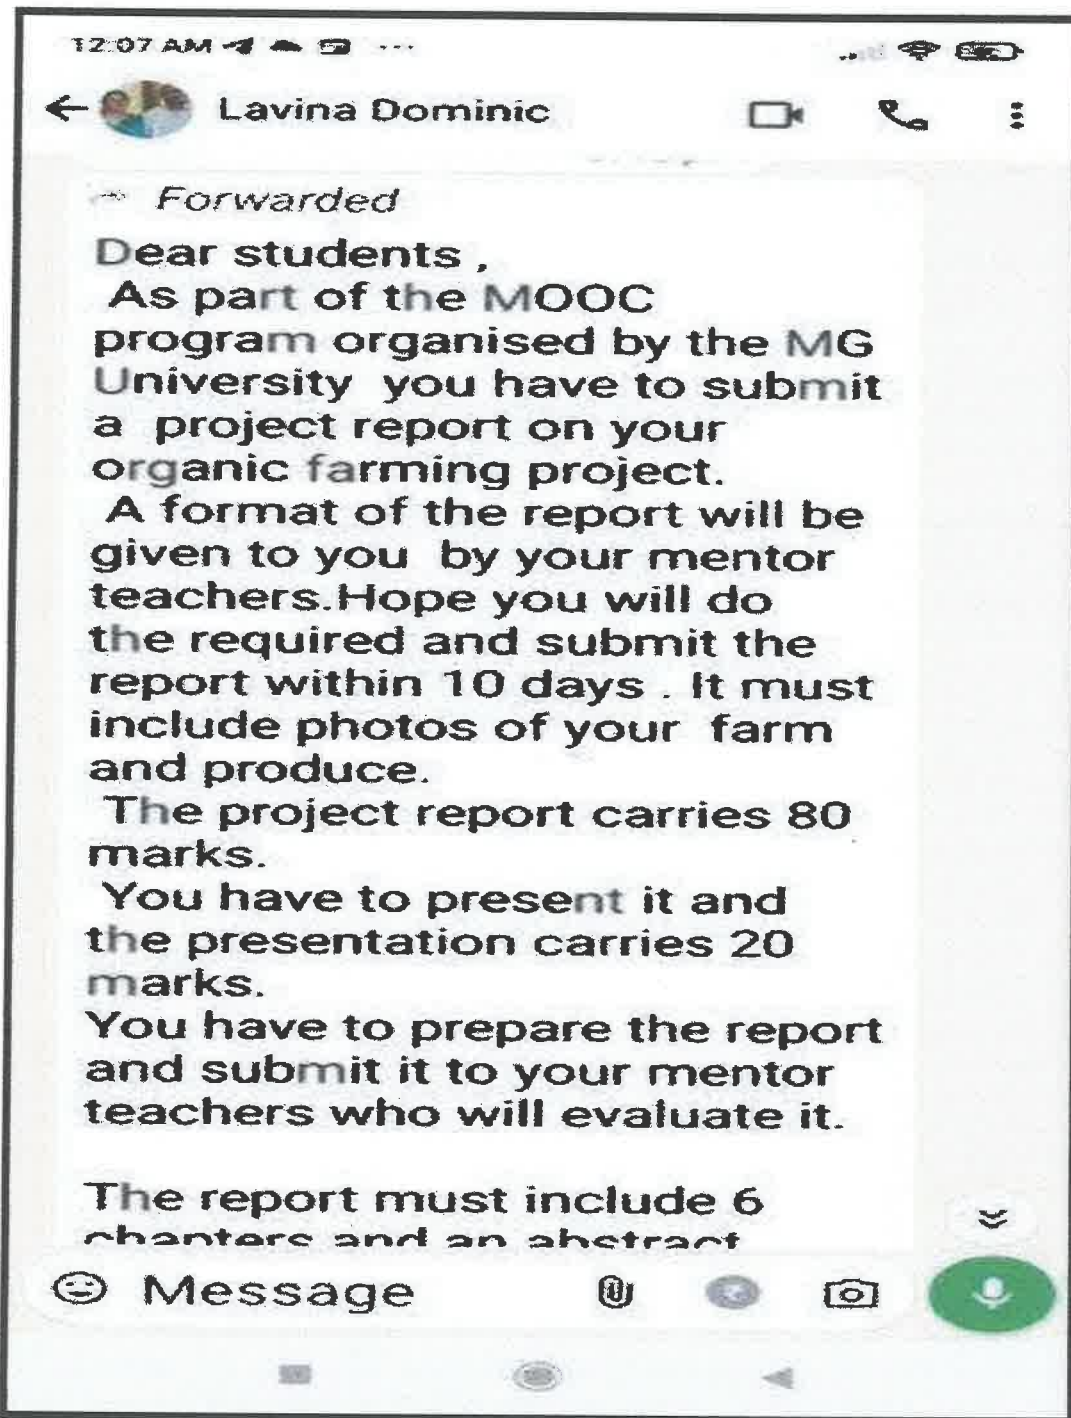 12:07 AM
Lavina Dominic
Forwarded
Dear students ,
As part of the MOOC
program organised by the MG
University you have to submit
a project report on your
organic farming project.
A format of the report will be
given to you by your mentor
teachers.Hope you will do
the required and submit the
report within 10 days . It must
include photos of your farm
and produce.
The project report carries 80
marks.
You have to present it and
the presentation carries 20
marks.
You have to prepare the report
and submit it to your mentor
teachers who will evaluate it.
The report must include 6
chapters and an abstract
Message